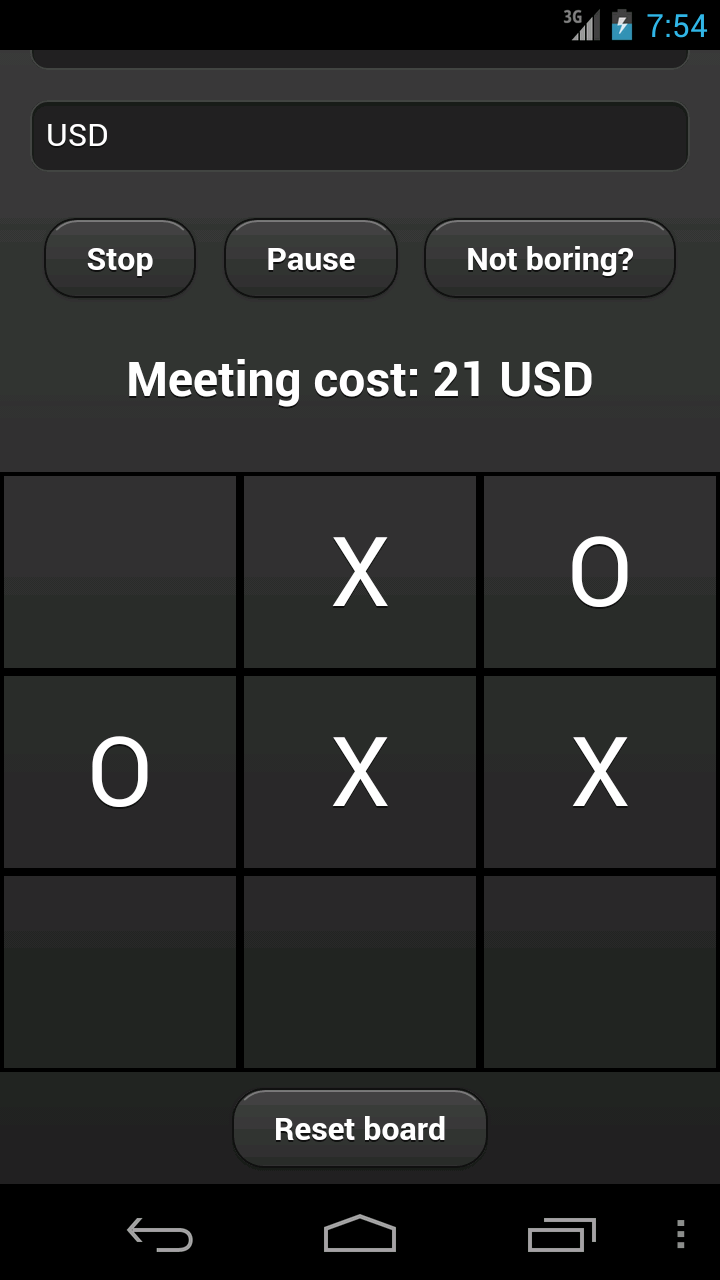 3G 7:54
USD
Stop Pause Not boring?
Meeting cost: 21 USD
X O
O X X
Reset board